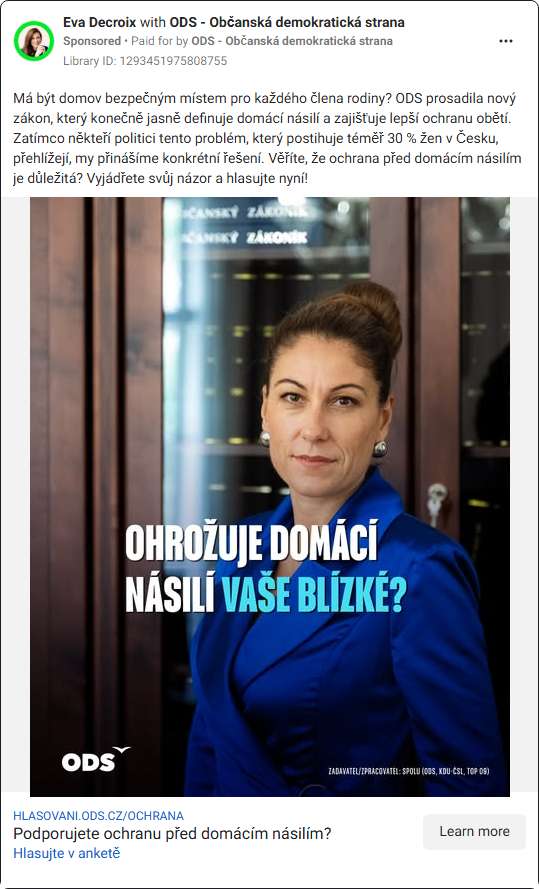 Eva Decroix with ODS - Občanská demokratická strana
Sponsored • Paid for by ODS - Občanská demokratická strana
Library ID: 1293451975808755
Má být domov bezpečným místem pro každého člena rodiny? ODS prosadila nový
zákon, který konečně jasně definuje domácí násilí a zajišťuje lepší ochranu obětí.
Zatímco někteří politici tento problém, který postihuje téměř 30 % žen v Česku,
přehlížejí, my přinášíme konkrétní řešení. Věříte, že ochrana před domácím násilím
je důležitá? Vyjádřete svůj názor a hlasujte nyní!
ČANSKÝ ZÁKONÍK
ČANSKÝ ZÁKONÍK
OHROŽUJE DOMÁCÍ
NÁSILÍ VAŠE BLÍZKÉ?
ODS
ZADAVATEL/ZPRACOVATEL: SPOLU (ODS, KDU-ČSL, TOP 09)
HLASOVANI.ODS.CZ/OCHRANA
Podporujete ochranu před domácím násilím?
Hlasujte v anketě
Learn more